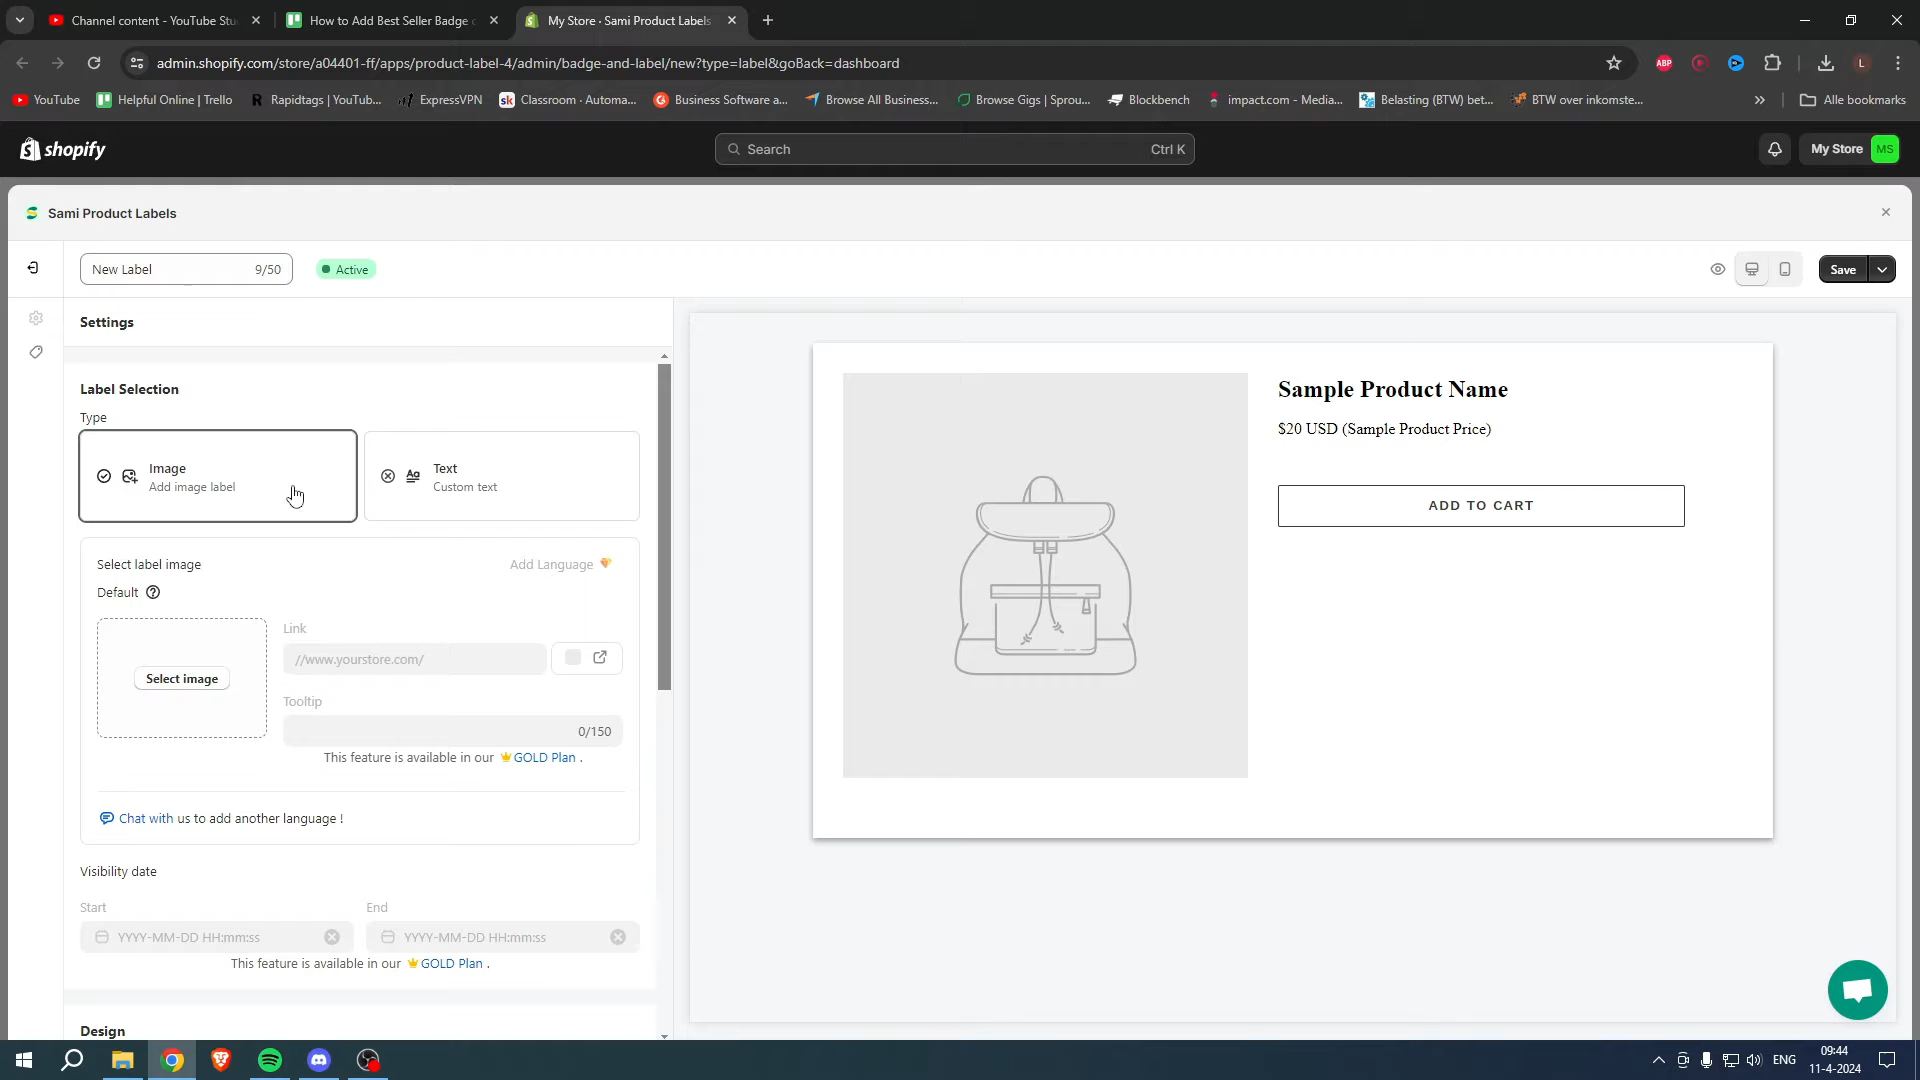 Channel content - YouTube Stu
How to Add Best Seller Badge o
My Store · Sami Product Labels
admin.shopify.com/store/a04401-ff/apps/product-label-4/admin/badge-and-label/new?type=label&goBack=dashboard
ABP
L
YouTube
Helpful Online | Trello
Rapidtags | YouTub...
ExpressVPN
Classroom · Automa...
Business Software a...
Browse All Business...
Browse Gigs | Sprou...
Blockbench
impact.com - Media...
Belasting (BTW) bet...
BTW over inkomste...
Alle bookmarks
shopify
Search
Ctrl K
My Store
MS
Sami Product Labels
New Label
9/50
Active
Save
Settings
Label Selection
Type
Image
Add image label
Text
Custom text
Select label image
Add Language
Default
Select image
Link
//www.yourstore.com/
Tooltip
0/150
This feature is available in our GOLD Plan .
Chat with us to add another language !
Visibility date
Start
End
YYYY-MM-DD HH:mm:ss
YYYY-MM-DD HH:mm:ss
This feature is available in our GOLD Plan .
Design
Sample Product Name
$20 USD (Sample Product Price)
ADD TO CART
ENG
09:44
11-4-2024